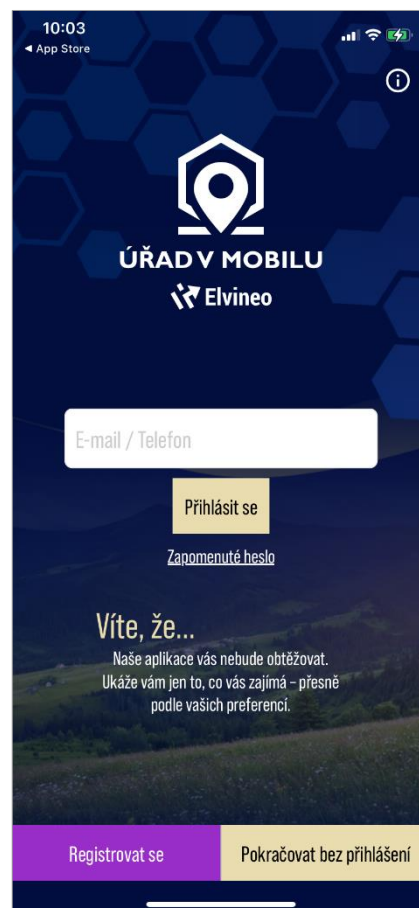 10:03
◀ App Store
ÚŘAD V MOBILU
Elvineo
E-mail / Telefon
Přihlásit se
Zapomenuté heslo
Víte, že...
Naše aplikace vás nebude obtěžovat.
Ukáže vám jen to, co vás zajímá – přesně
podle vašich preferencí.
Registrovat se
Pokračovat bez přihlášení